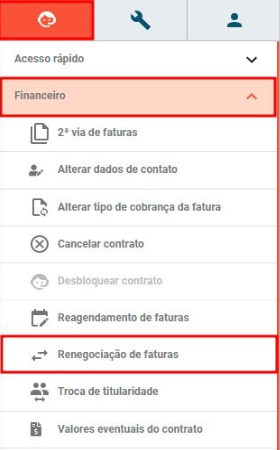 Acesso rápido
Financeiro
2ª via de faturas
Alterar dados de contato
Alterar tipo de cobrança da fatura
Cancelar contrato
Desbloquear contrato
Reagendamento de faturas
Renegociação de faturas
Troca de titularidade
Valores eventuais do contrato